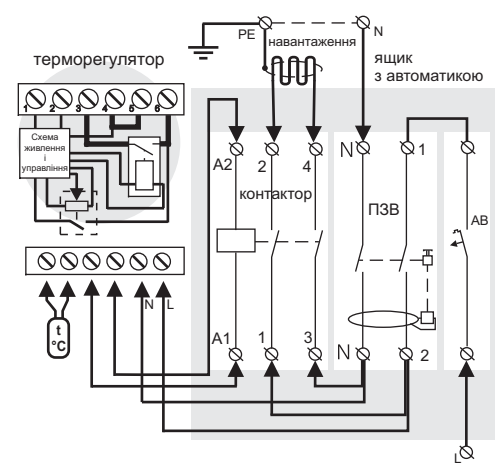 PE
N
навантаження
терморегулятор
ящик
з автоматикою
1 2 3 4 5 6
Схема
живлення
і
управління
A2 2 4 N 1
контактор
ПЗВ
АВ
N L
t
°C
A1 1 3 N 2
L